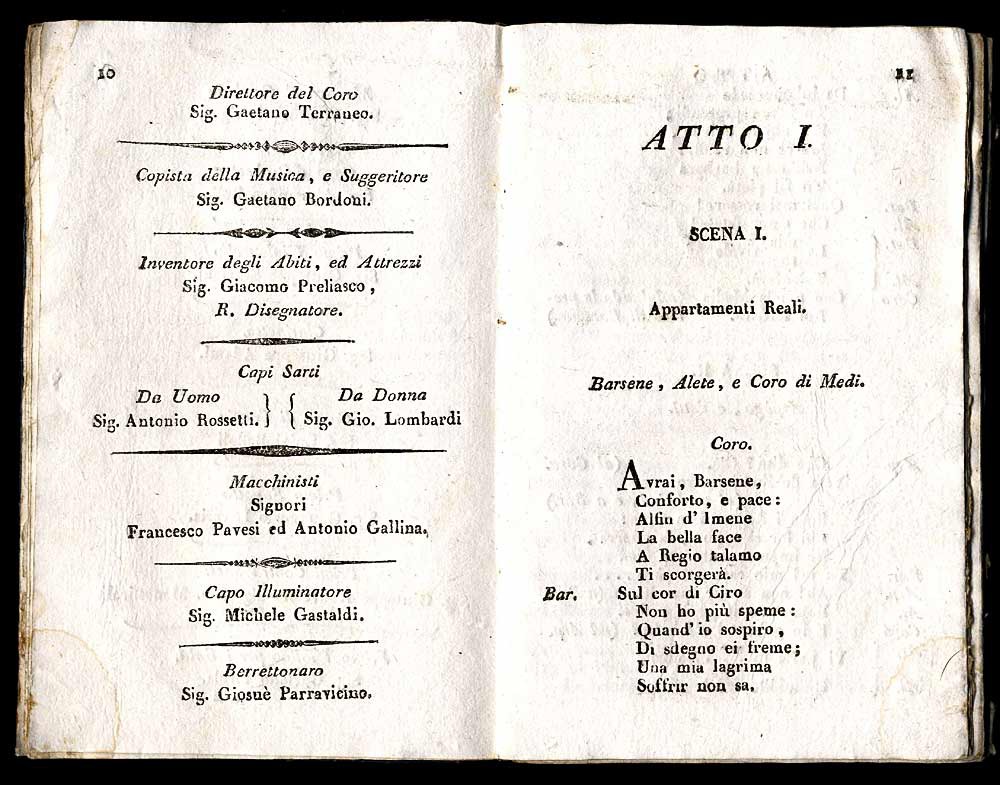 10
Direttore del Coro
Sig. Gaetano Terraneo.
Copista della Musica, e Suggeritore
Sig. Gaetano Bordoni.
Inventore degli Abiti, ed Attrezzi
Sig. Giacomo Preliasco,
R. Disegnatore.
Capi Sarti
Da Uomo } { Da Donna
Sig. Antonio Rossetti. } { Sig. Gio. Lombardi
Macchinisti
Signori
Francesco Pavesi ed Antonio Gallina.
Capo Illuminatore
Sig. Michele Gastaldi.
Berrettonaro
Sig. Giosuè Parravicino.
11
ATTO I.
SCENA I.
Appartamenti Reali.
Barsene, Alete, e Coro di Medi.
Coro.
Avrai, Barsene,
Conforto, e pace:
Alfin d' Imene
La bella face
A Regio talamo
Ti scorgerà.
Bar. Sul cor di Ciro
Non ho più speme:
Quand' io sospiro,
Di sdegno ei freme;
Una mia lagrima
Soffrir non sa.